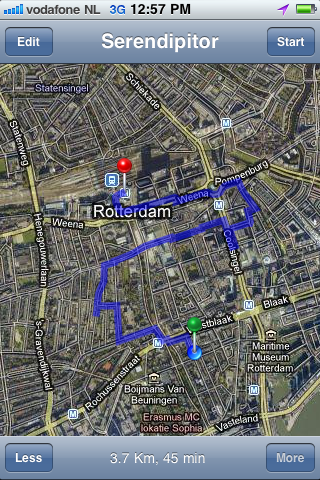 vodafone NL 3G 12:57 PM
Edit
Serendipitor
Start
Statensingel
Schiekade
Statenweg
M
Pompenburg
M
Weena
M
Rotterdam
Weena
Henegouwerlaan
Coolsingel
's-Gravendijkwal
Blaak
M
Westblaak
M
Rochussenstraat
Maritime
Museum
Rotterdam
Boijmans Van
Beuningen
M
M
Erasmus MC
lokatie Sophia
Vasteland
Less
3.7 Km, 45 min
More